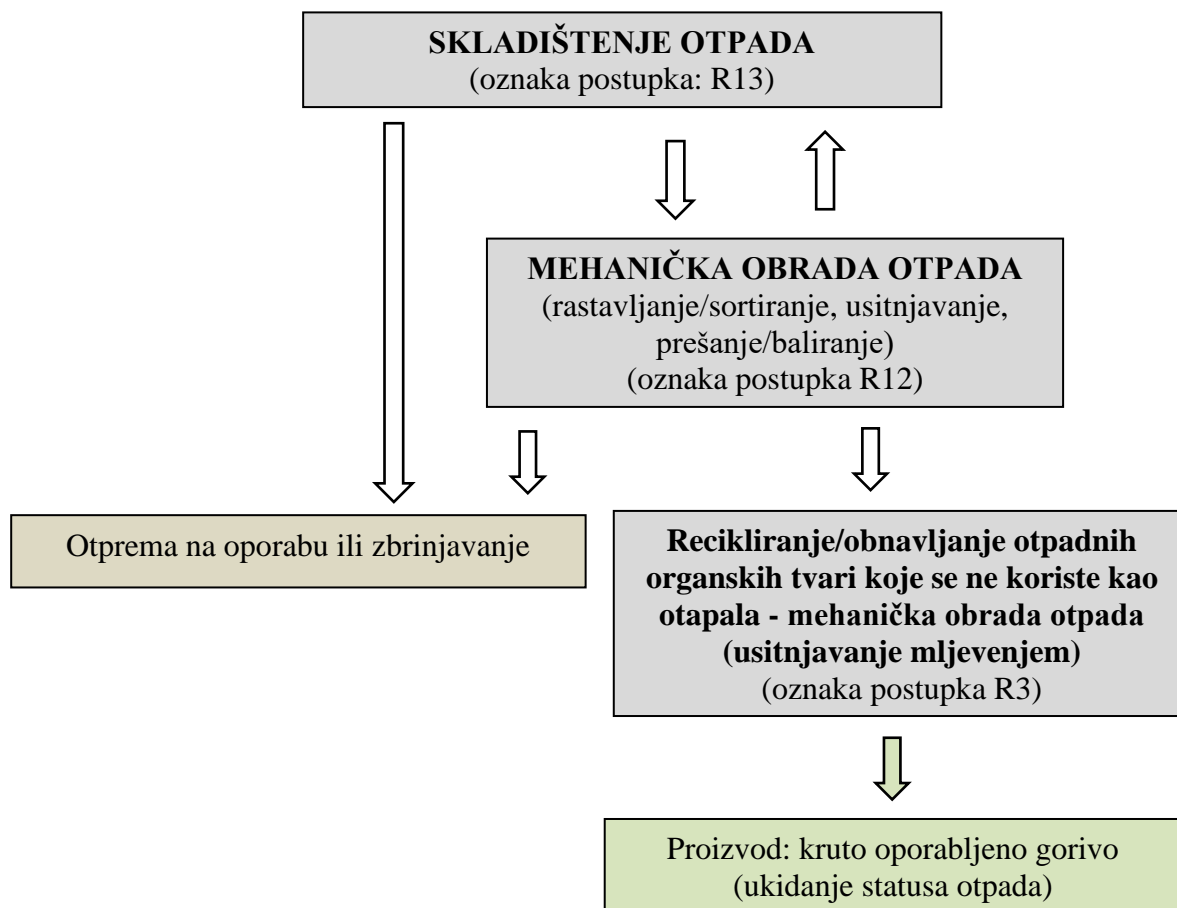 SKLADIŠTENJE OTPADA
(oznaka postupka: R13)
MEHANIČKA OBRADA OTPADA
(rastavljanje/sortiranje, usitnjavanje,
prešanje/baliranje)
(oznaka postupka R12)
Otprema na oporabu ili zbrinjavanje
Recikliranje/obnavljanje otpadnih
organskih tvari koje se ne koriste kao
otapala - mehanička obrada otpada
(usitnjavanje mljevenjem)
(oznaka postupka R3)
Proizvod: kruto oporabljeno gorivo
(ukidanje statusa otpada)